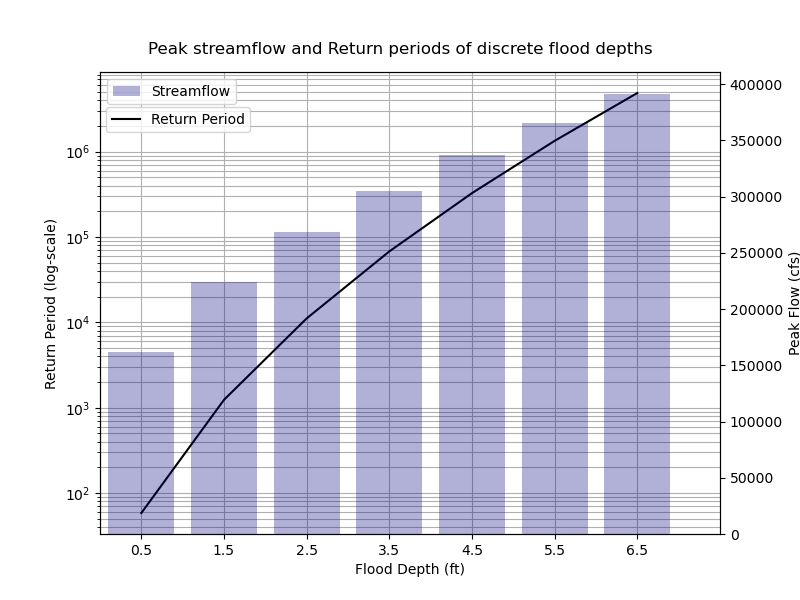 Peak streamflow and Return periods of discrete flood depths
Streamflow
Return Period
Return Period (log-scale)
10^6
10^5
10^4
10^3
10^2
400000
350000
300000
250000
200000
150000
100000
50000
0
Peak Flow (cfs)
0.5 1.5 2.5 3.5 4.5 5.5 6.5
Flood Depth (ft)